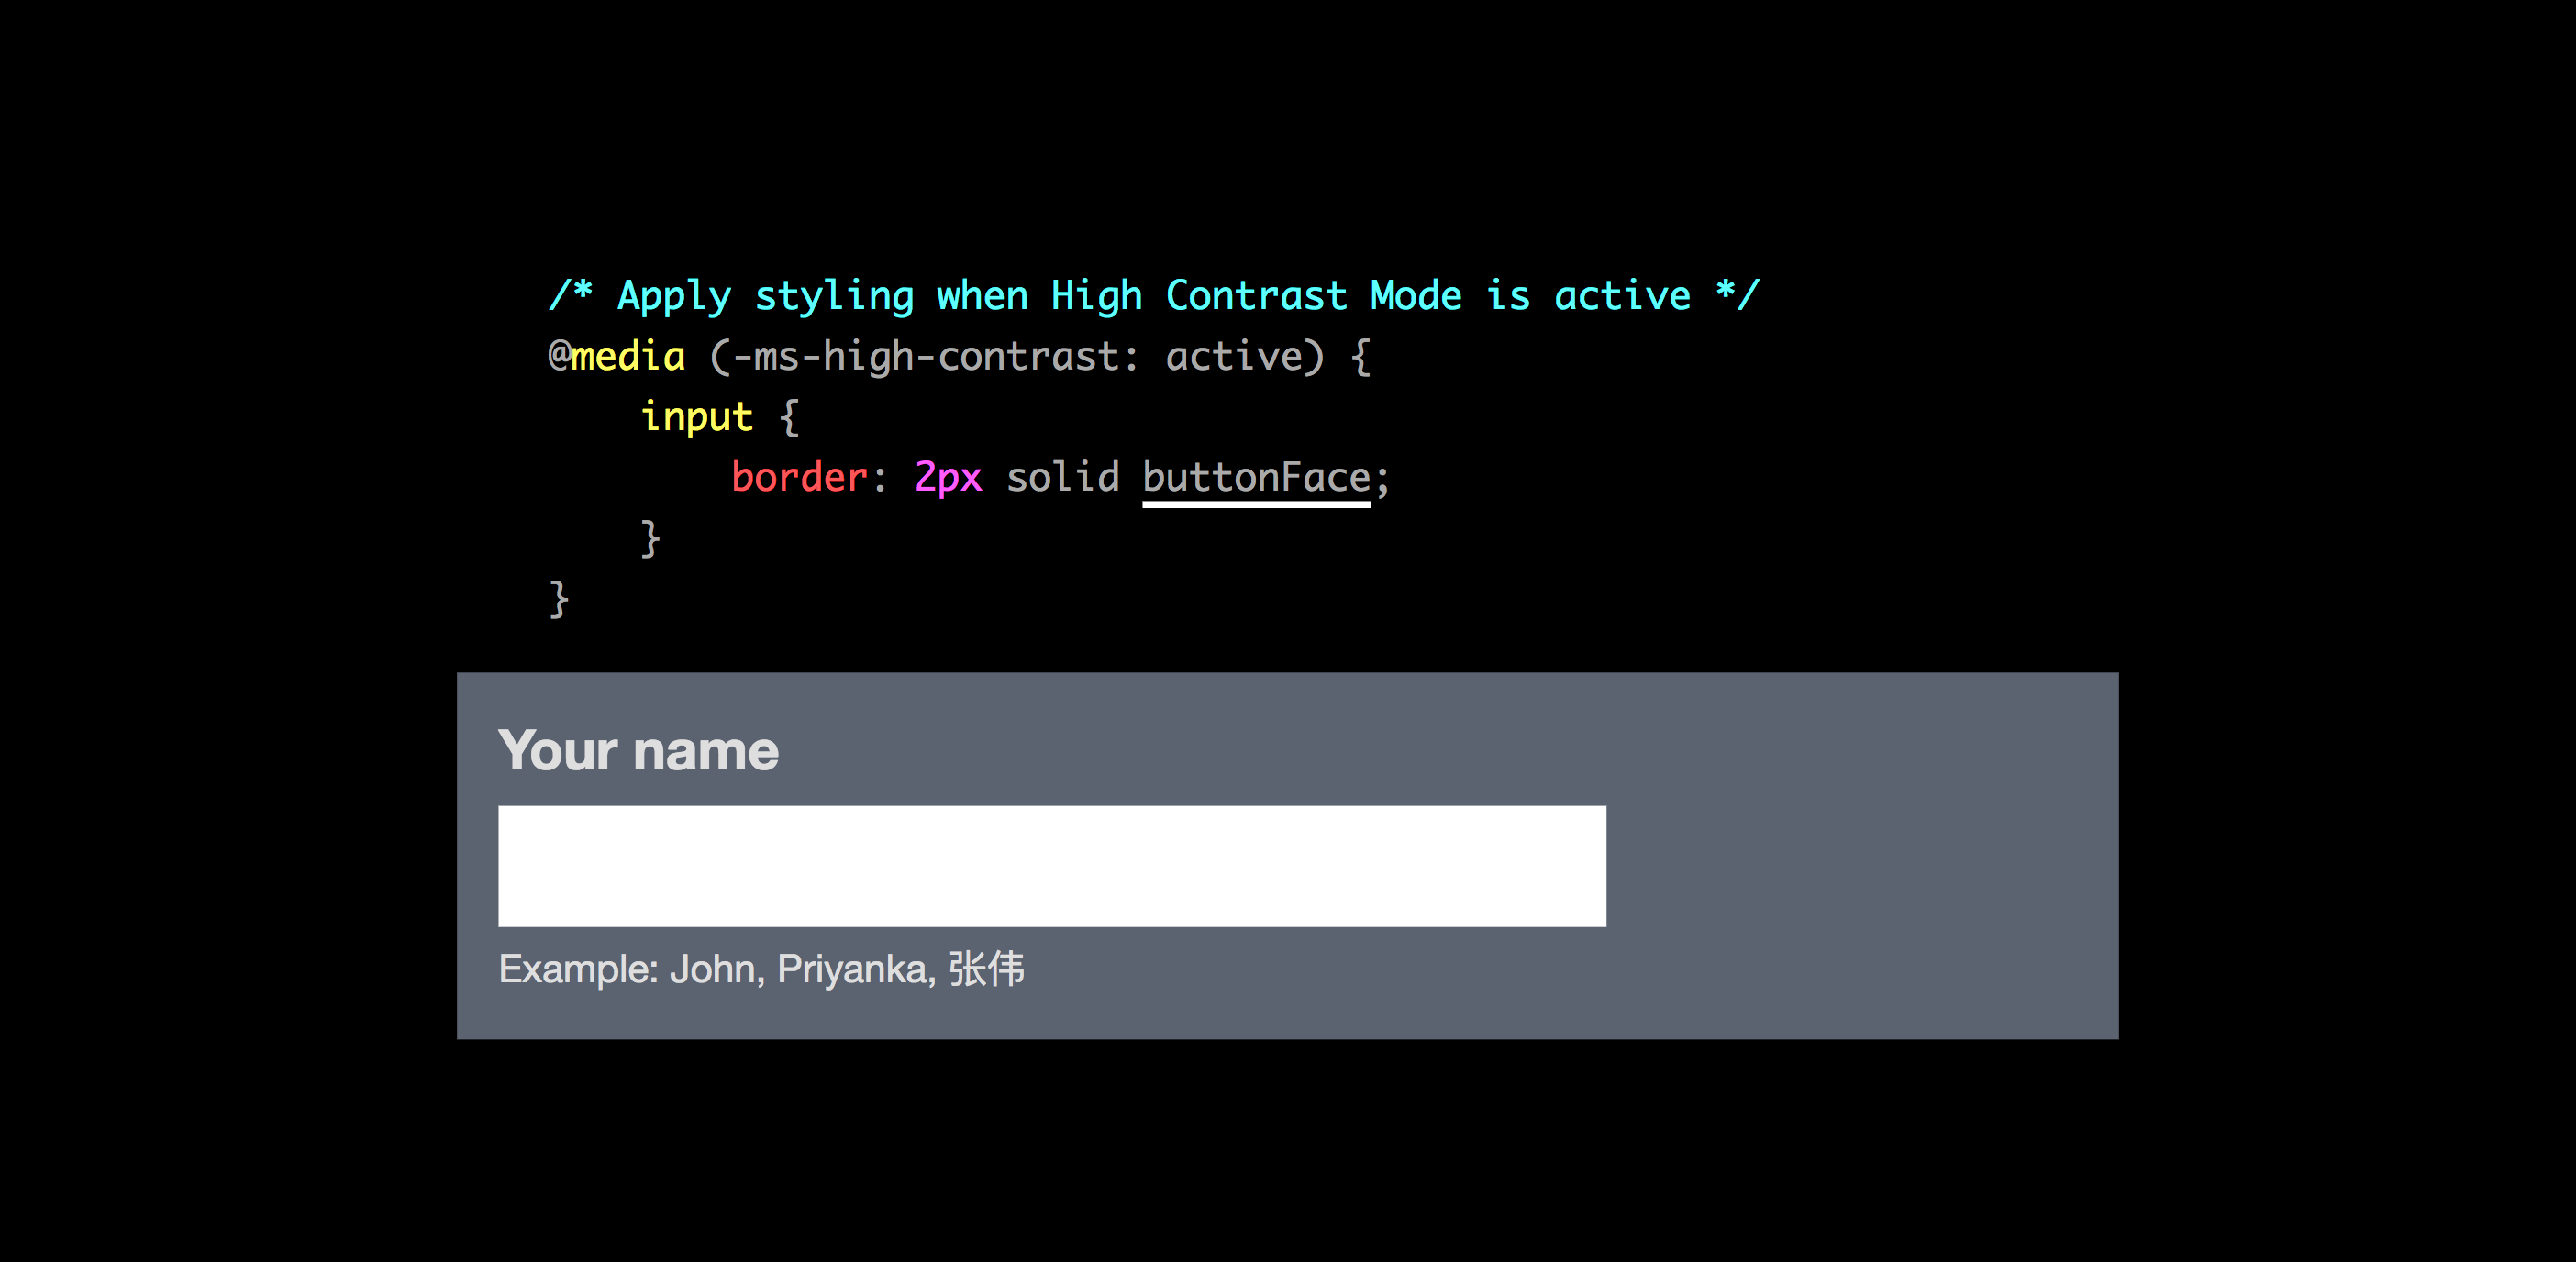 /* Apply styling when High Contrast Mode is active */
@media (-ms-high-contrast: active) {
    input {
        border: 2px solid buttonFace;
    }
}
Your name
Example: John, Priyanka, 张伟